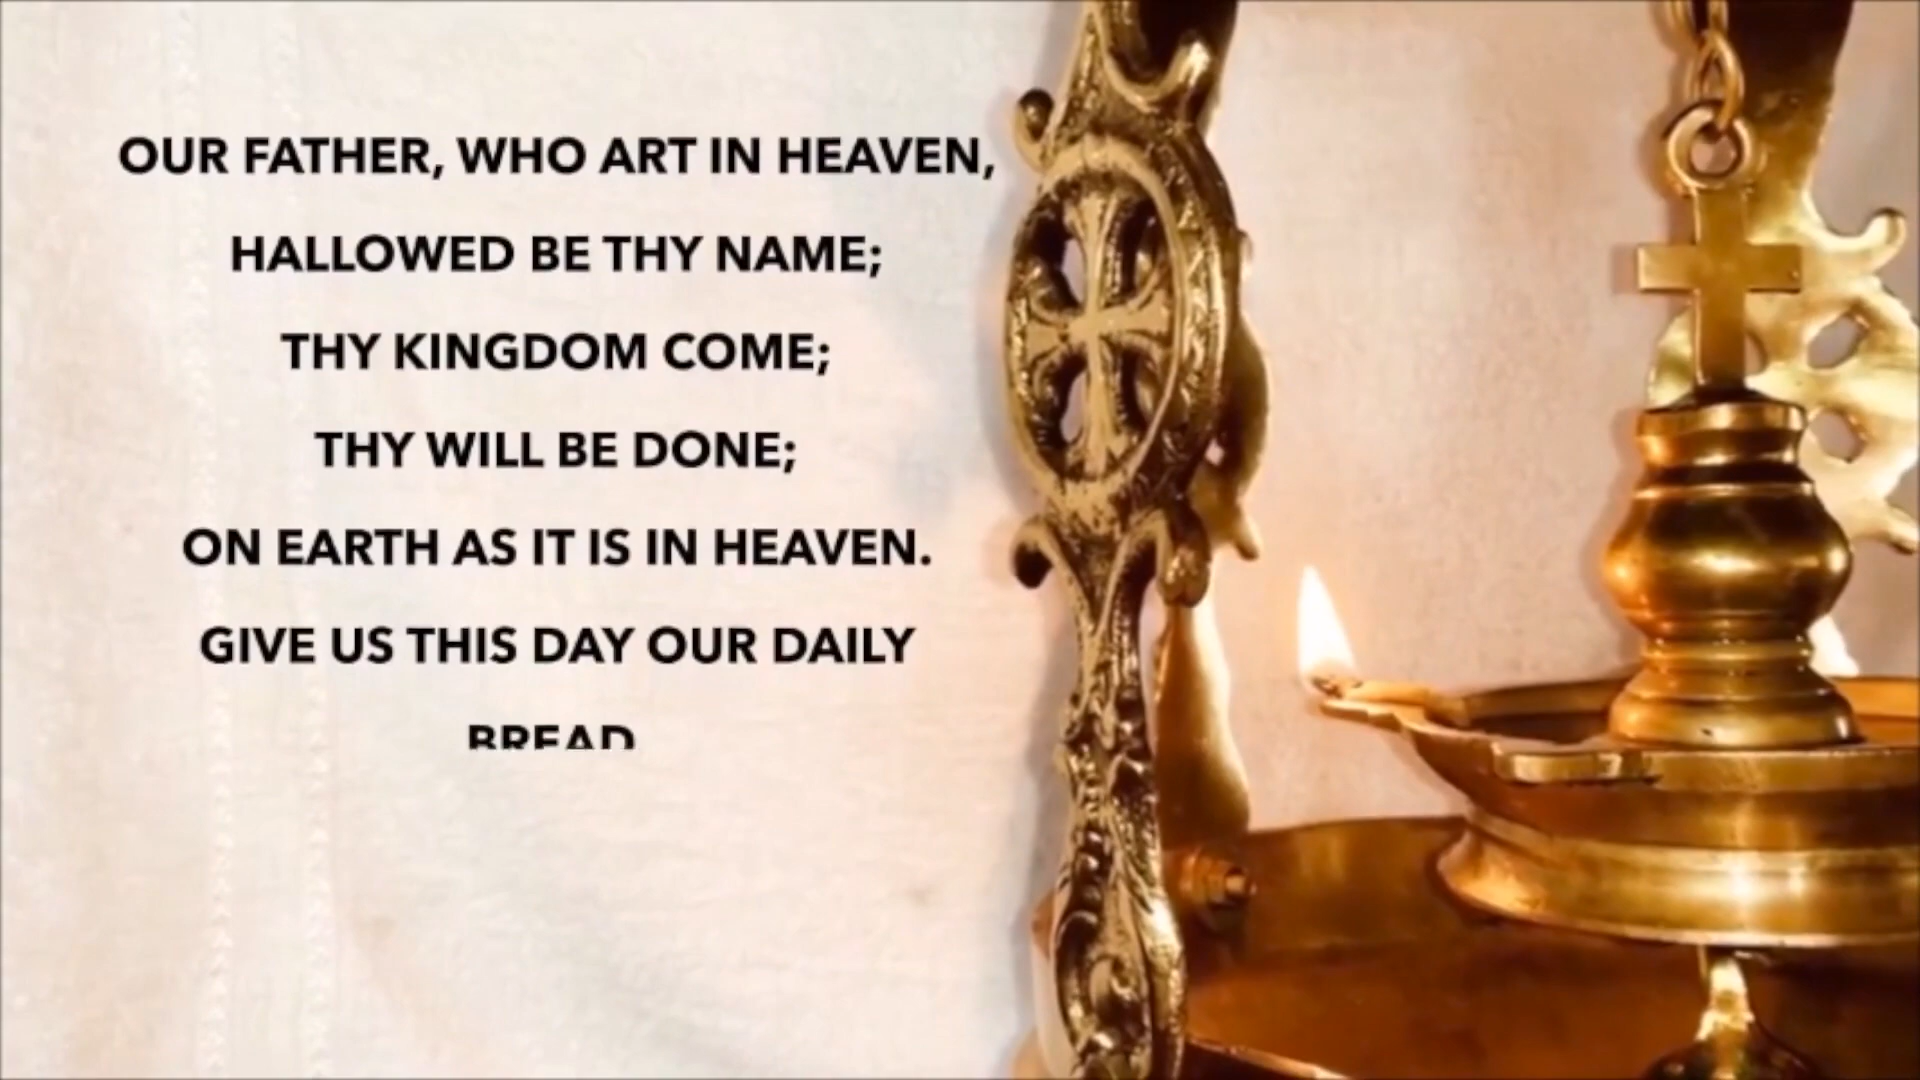 OUR FATHER, WHO ART IN HEAVEN,
HALLOWED BE THY NAME;
THY KINGDOM COME;
THY WILL BE DONE;
ON EARTH AS IT IS IN HEAVEN.
GIVE US THIS DAY OUR DAILY
BREAD